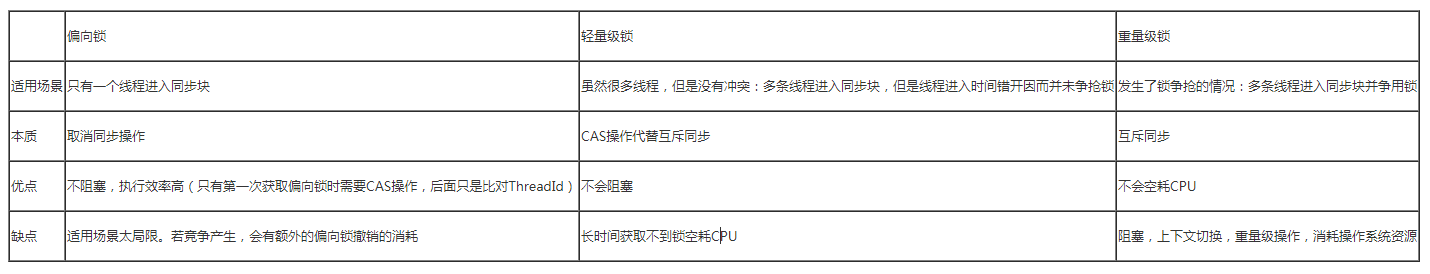 偏向锁 轻量级锁 重量级锁
适用场景 只有一个线程进入同步块 虽然很多线程，但是没有冲突：多条线程进入同步块，但是线程进入时间错开因而并未争抢锁 发生了锁争抢的情况：多条线程进入同步块并争用锁
本质 取消同步操作 CAS操作代替互斥同步 互斥同步
优点 不阻塞，执行效率高（只有第一次获取偏向锁时需要CAS操作，后面只是比对ThreadId） 不会阻塞 不会空耗CPU
缺点 适用场景太局限。若竞争产生，会有额外的偏向锁撤销的消耗 长时间获取不到锁空耗CPU 阻塞，上下文切换，重量级操作，消耗操作系统资源